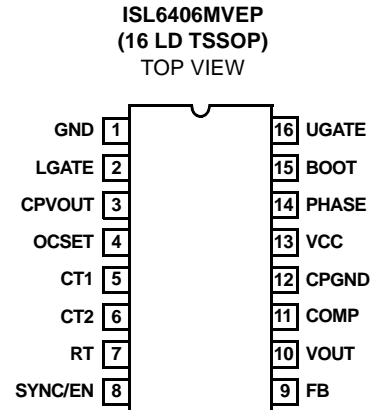 ISL6406MVEP
(16 LD TSSOP)
TOP VIEW
GND 1 16 UGATE
LGATE 2 15 BOOT
CPVOUT 3 14 PHASE
OCSET 4 13 VCC
CT1 5 12 CPGND
CT2 6 11 COMP
RT 7 10 VOUT
SYNC/EN 8 9 FB